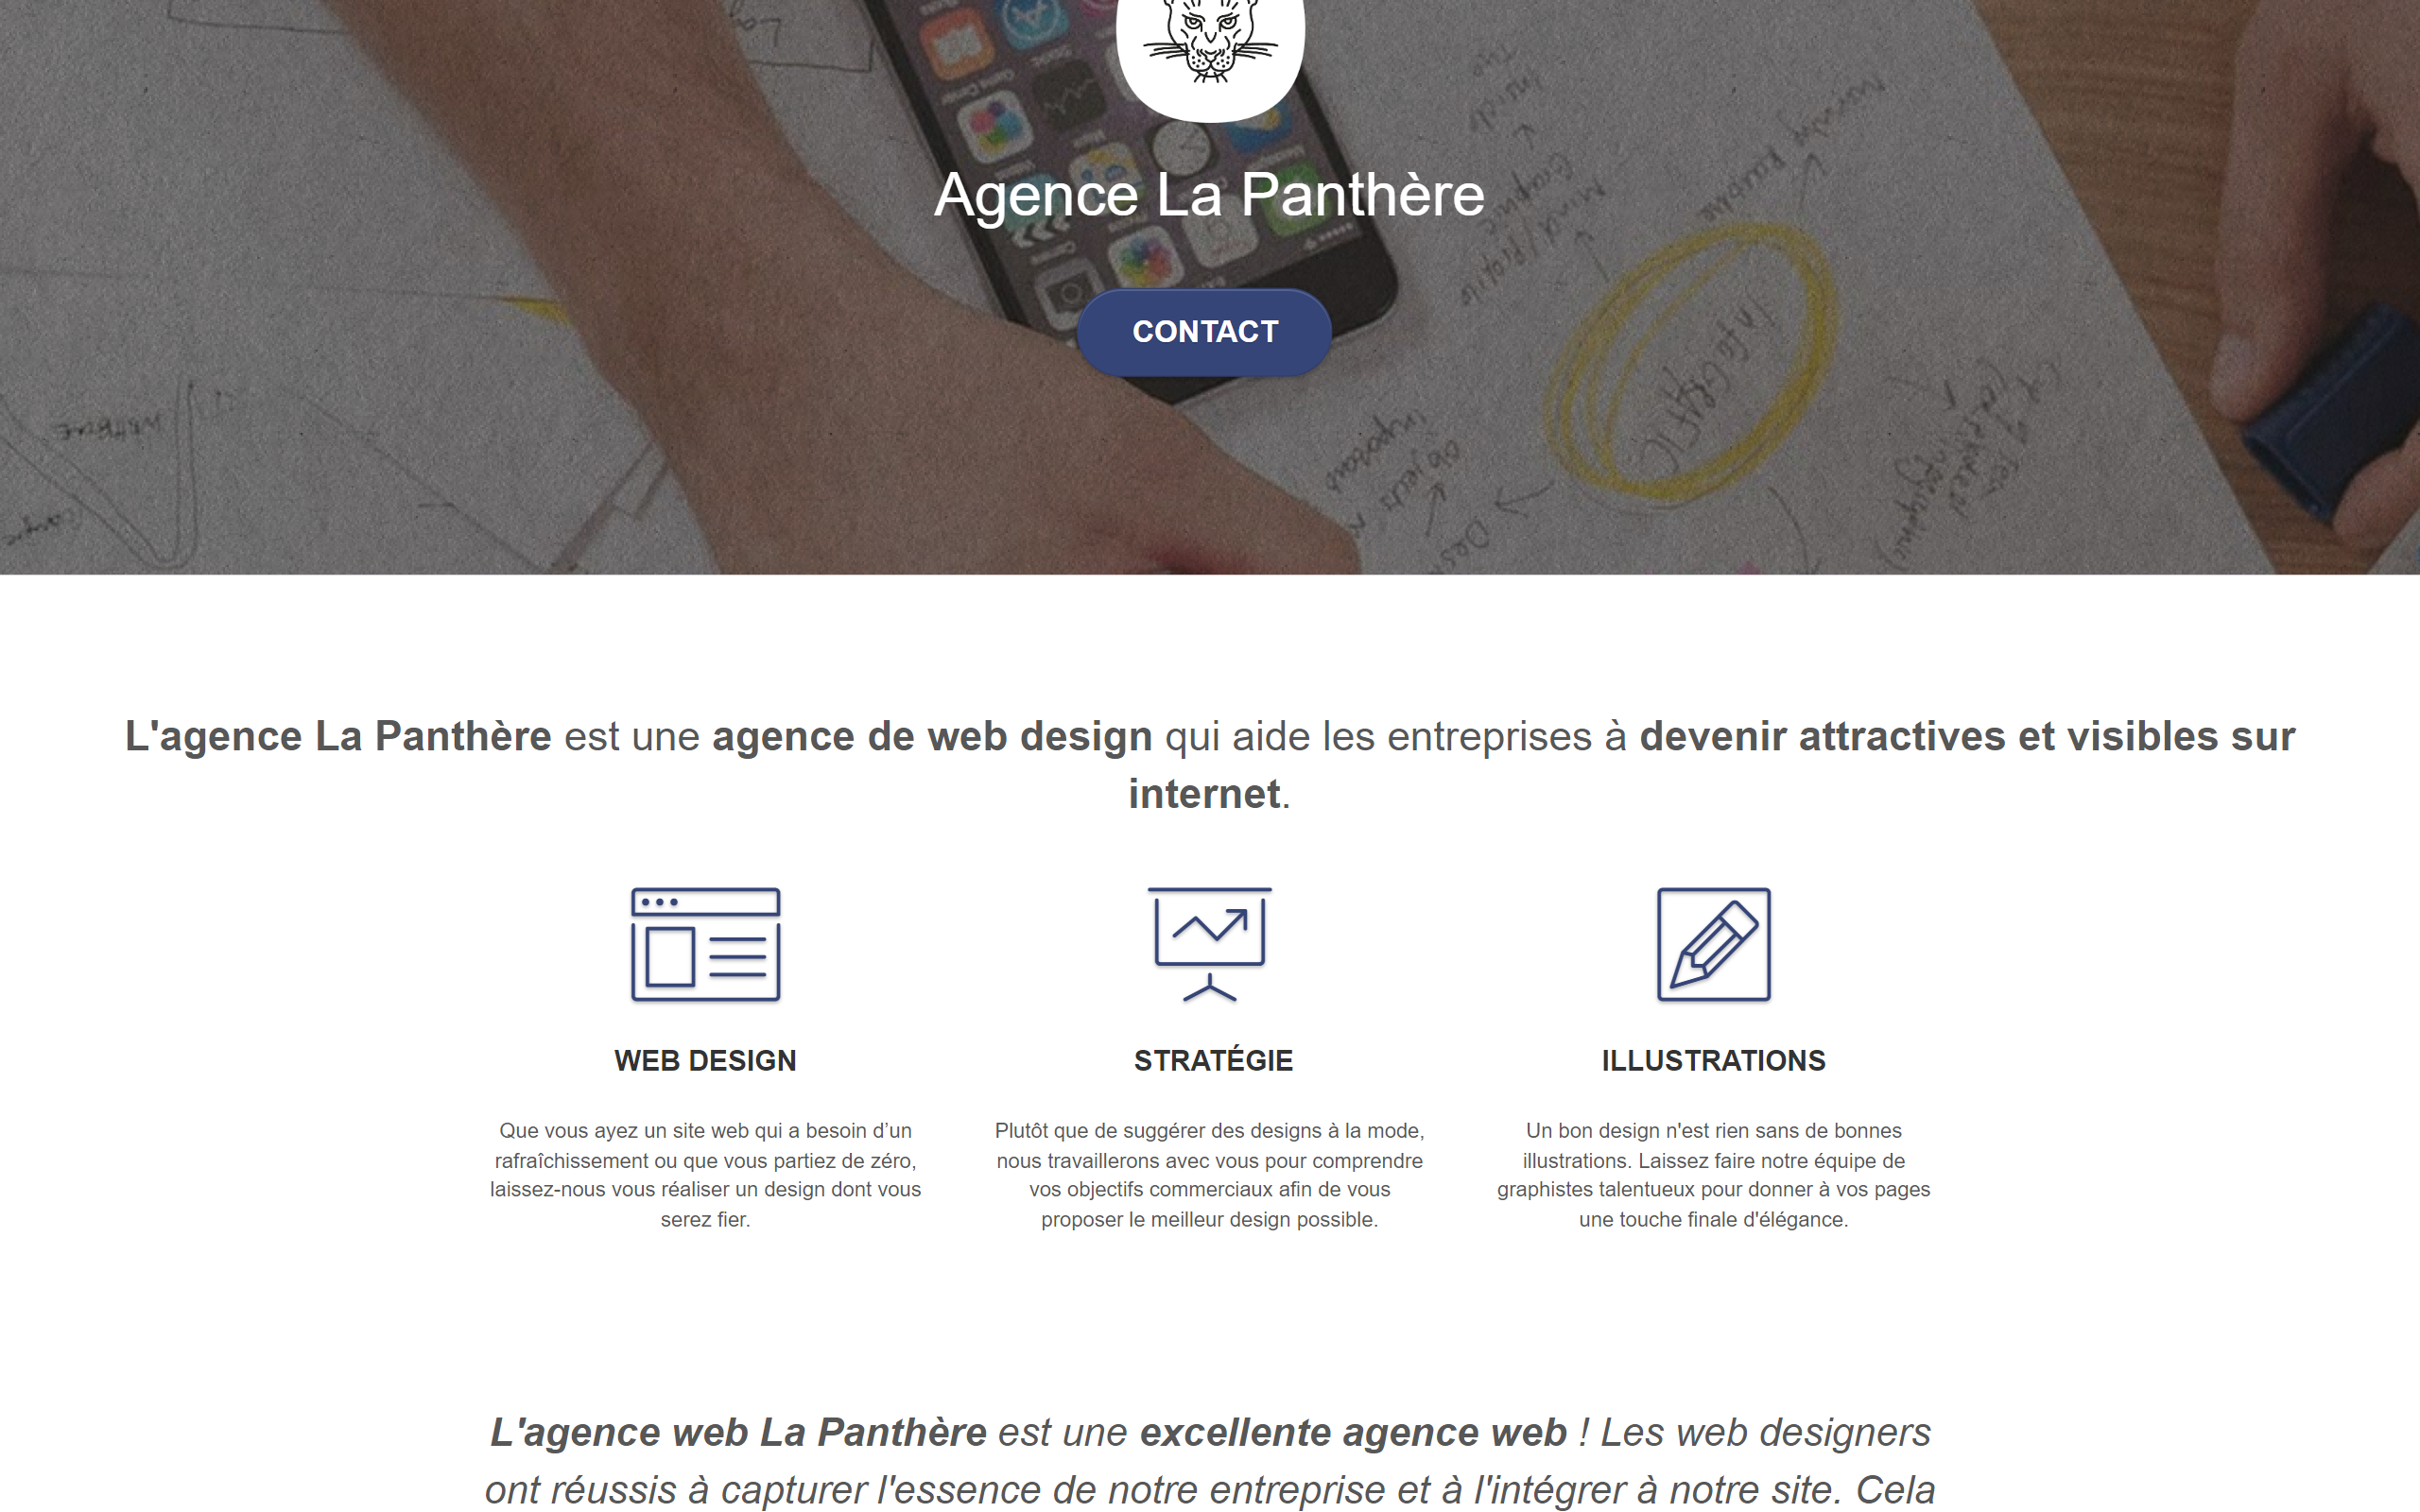 Agence La Panthère
CONTACT
L'agence La Panthère est une agence de web design qui aide les entreprises à devenir attractives et visibles sur
internet.
WEB DESIGN
STRATÉGIE
ILLUSTRATIONS
Que vous ayez un site web qui a besoin d’un
rafraîchissement ou que vous partiez de zéro,
laissez-nous vous réaliser un design dont vous
serez fier.
Plutôt que de suggérer des designs à la mode,
nous travaillerons avec vous pour comprendre
vos objectifs commerciaux afin de vous
proposer le meilleur design possible.
Un bon design n'est rien sans de bonnes
illustrations. Laissez faire notre équipe de
graphistes talentueux pour donner à vos pages
une touche finale d'élégance.
L'agence web La Panthère est une excellente agence web ! Les web designers
ont réussis à capturer l'essence de notre entreprise et à l'intégrer à notre site. Cela